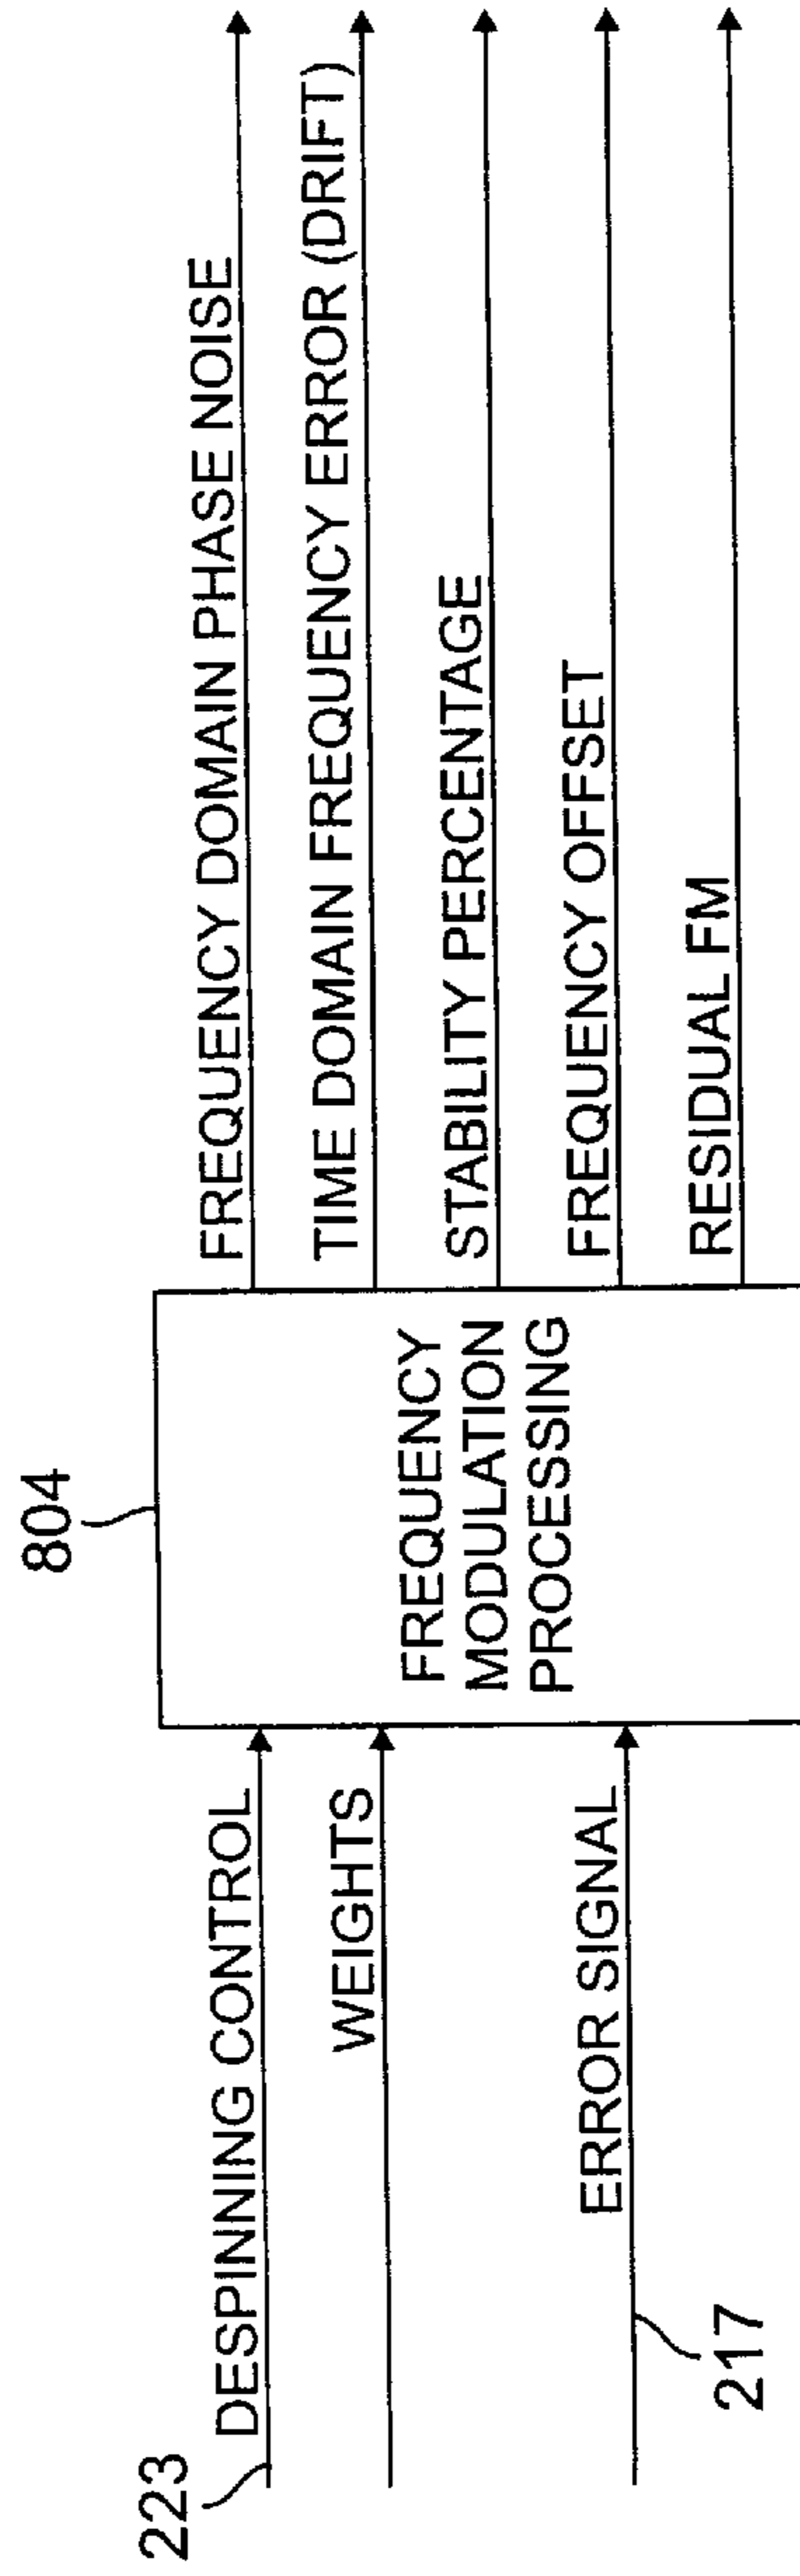 804
223
DESPINNING CONTROL
WEIGHTS
ERROR SIGNAL
217
FREQUENCY
MODULATION
PROCESSING
FREQUENCY DOMAIN PHASE NOISE
TIME DOMAIN FREQUENCY ERROR (DRIFT)
STABILITY PERCENTAGE
FREQUENCY OFFSET
RESIDUAL FM